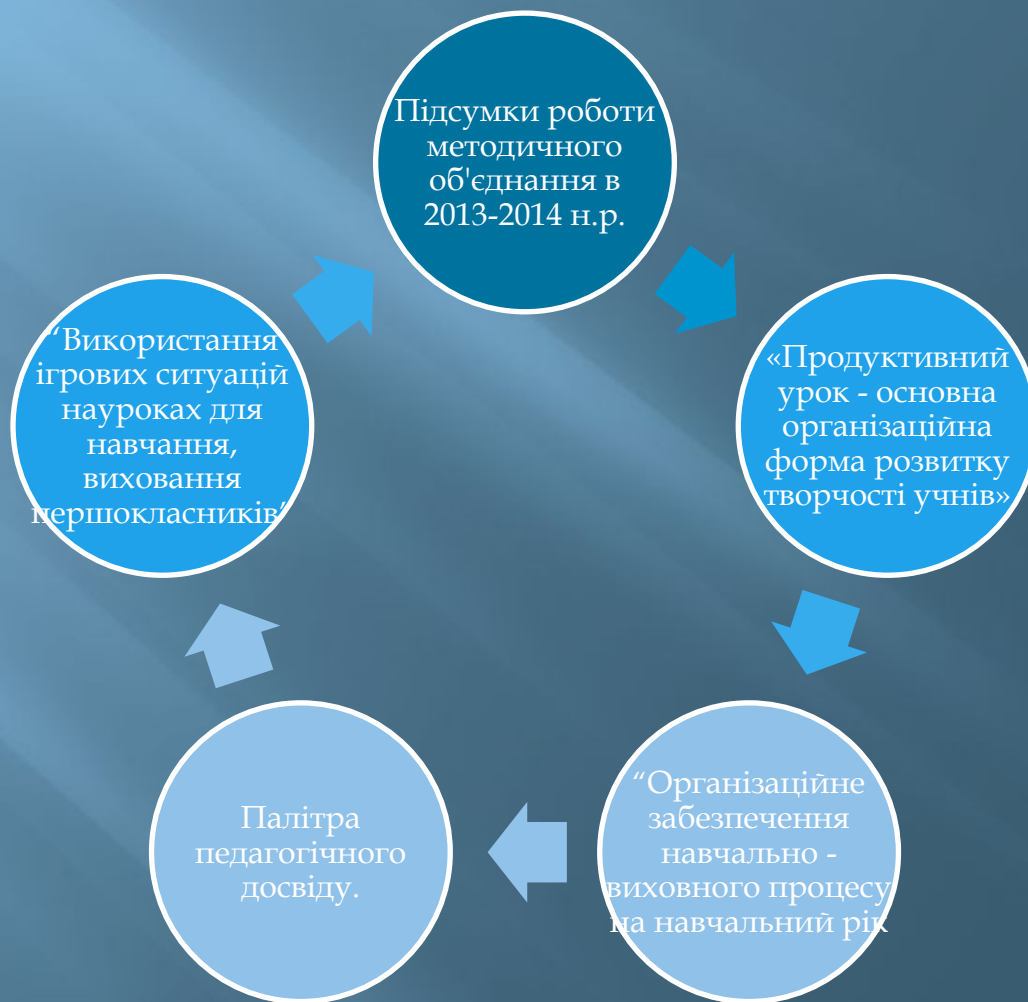 Підсумки роботи
методичного
об'єднання в
2013-2014 н.р.
«Продуктивний
урок - основна
організаційна
форма розвитку
творчості учнів»
“Організаційне
забезпечення
навчально -
виховного процесу
на навчальний рік
Палітра
педагогічного
досвіду.
“Використання
ігрових ситуацій
науроках для
навчання,
виховання
першокласників”